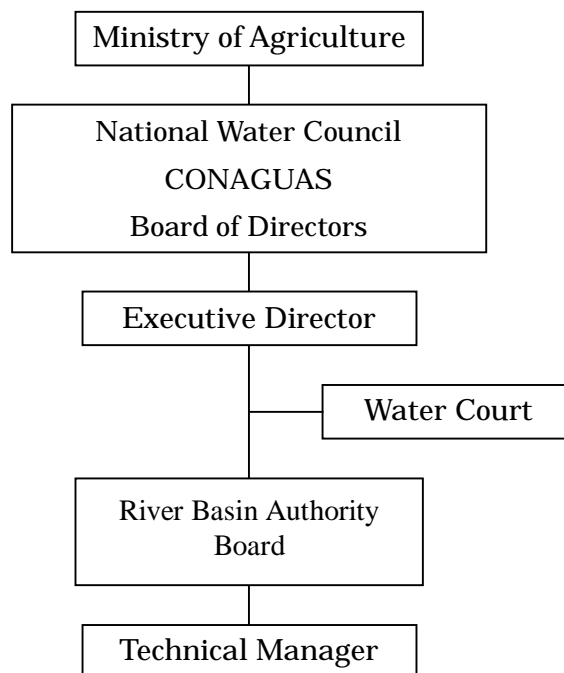 Ministry of Agriculture
National Water Council
CONAGUAS
Board of Directors
Executive Director
Water Court
River Basin Authority
Board
Technical Manager